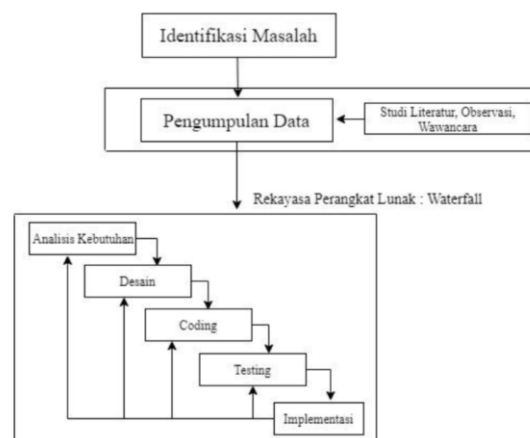 Identifikasi Masalah
Pengumpulan Data
Studi Literatur, Observasi,
Wawancara
Rekayasa Perangkat Lunak : Waterfall
Analisis Kebutuhan
Desain
Coding
Testing
Implementasi